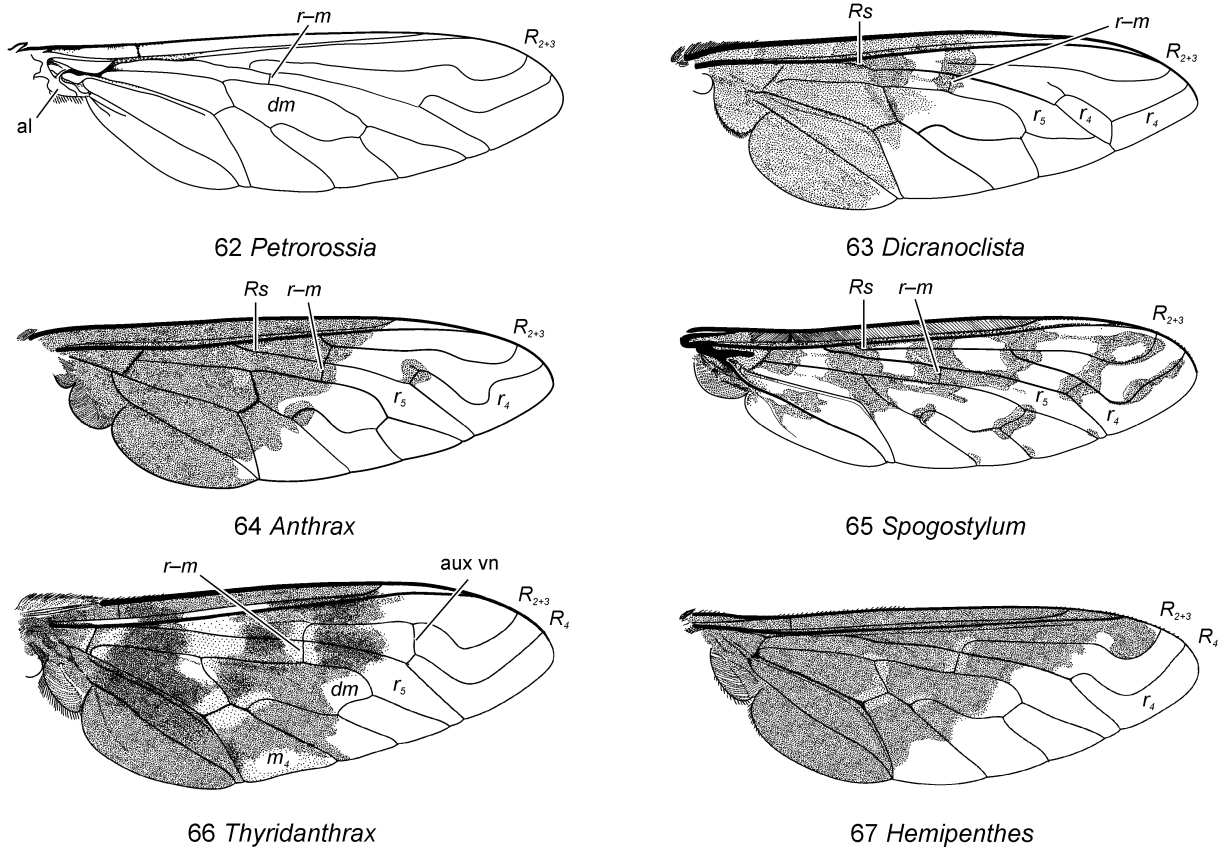 r–m
R2+3
dm
al
62 Petrorossia
Rs
r–m
R2+3
r5
r4
r4
63 Dicranoclista
Rs
r–m
R2+3
r5
r4
64 Anthrax
Rs
r–m
R2+3
r5
r4
65 Spogostylum
r–m
aux vn
R2+3
R4
dm
r5
m4
66 Thyridanthrax
R2+3
R4
r4
67 Hemipenthes